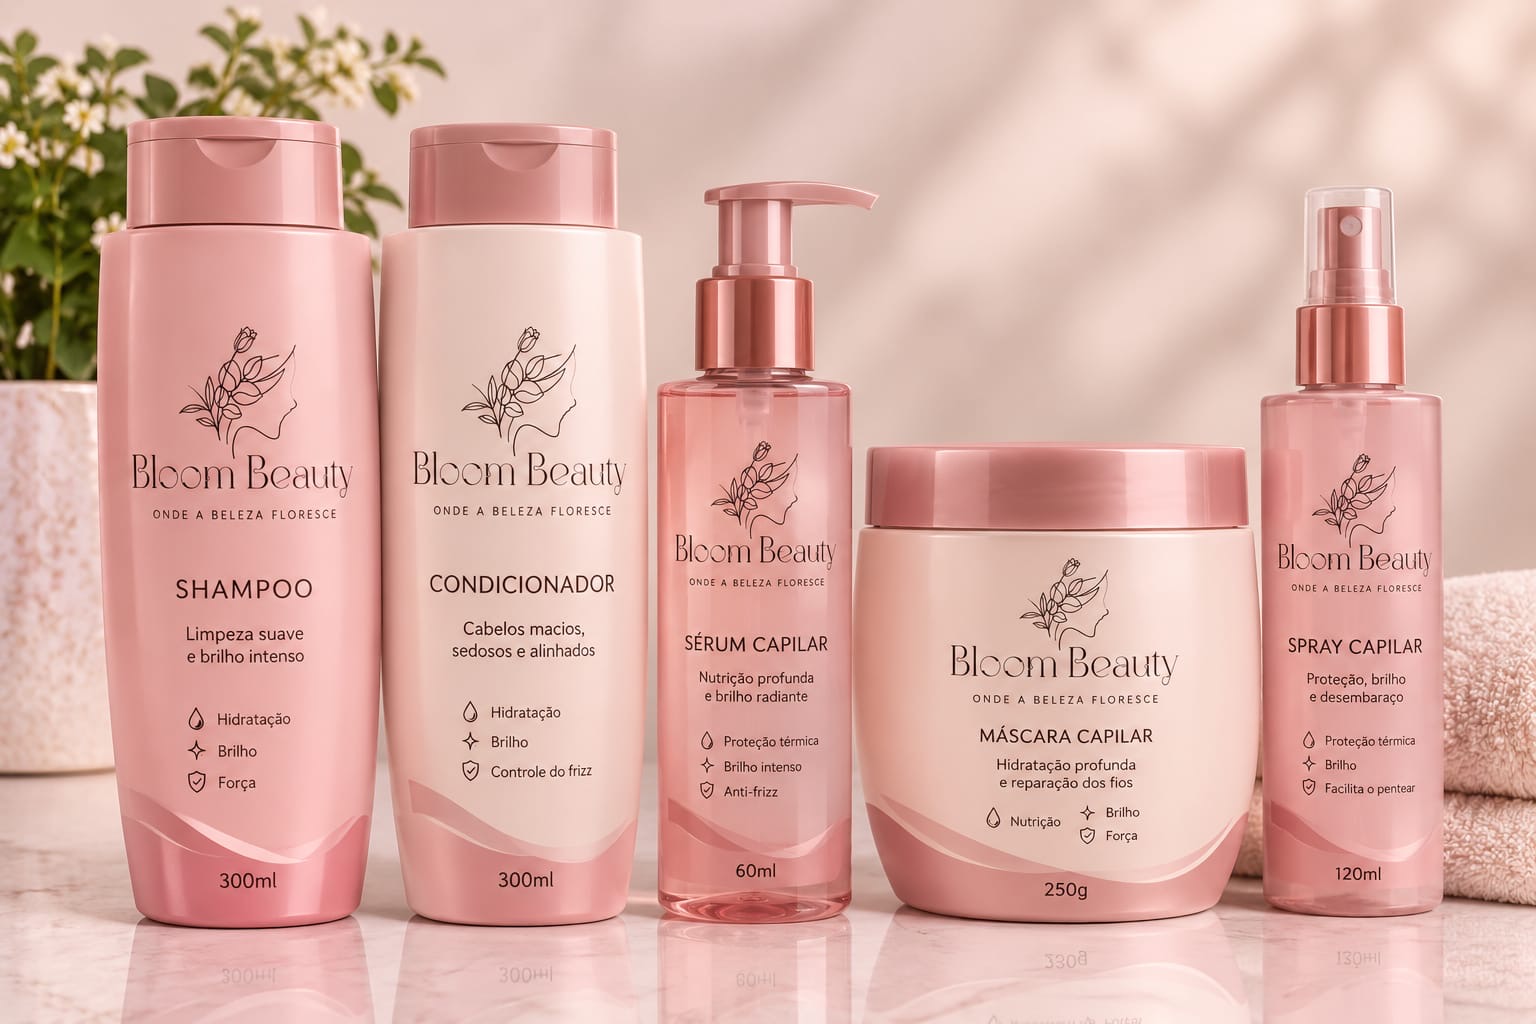 Bloom Beauty
ONDE A BELEZA FLORESCE
SHAMPOO
Limpeza suave
e brilho intenso
Hidratação
Brilho
Força
300ml
Bloom Beauty
ONDE A BELEZA FLORESCE
CONDICIONADOR
Cabelos macios,
sedosos e alinhados
Hidratação
Brilho
Controle do frizz
300ml
Bloom Beauty
ONDE A BELEZA FLORESCE
SÉRUM CAPILAR
Nutrição profunda
e brilho radiante
Proteção térmica
Brilho intenso
Anti-frizz
60ml
Bloom Beauty
ONDE A BELEZA FLORESCE
MÁSCARA CAPILAR
Hidratação profunda
e reparação dos fios
Nutrição
Brilho
Força
250g
Bloom Beauty
ONDE A BELEZA FLORESCE
SPRAY CAPILAR
Proteção, brilho
e desembaraço
Proteção térmica
Brilho
Facilita o pentear
120ml